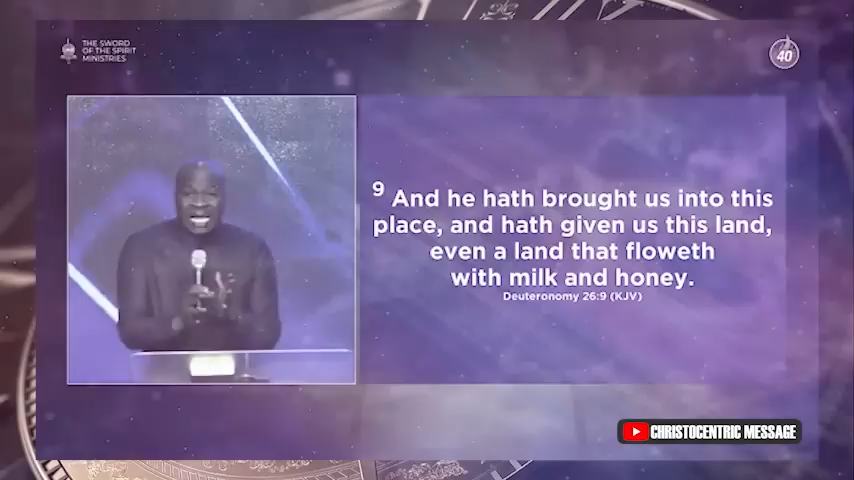 THE SWORD
OF THE SPIRIT
MINISTRIES
40
9 And he hath brought us into this
place, and hath given us this land,
even a land that floweth
with milk and honey.
Deuteronomy 26:9 (KJV)
CHRISTOCENTRIC MESSAGE